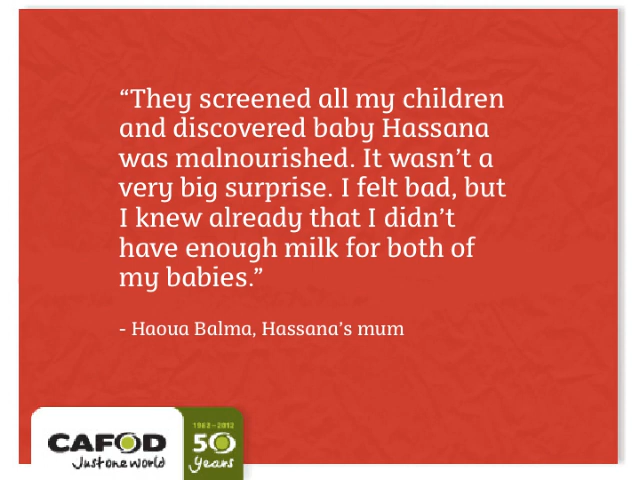 “They screened all my children
and discovered baby Hassana
was malnourished. It wasn’t a
very big surprise. I felt bad, but
I knew already that I didn’t
have enough milk for both of
my babies.”
- Haoua Balma, Hassana’s mum
CAFOD
Just one world
1962–2012
50
years